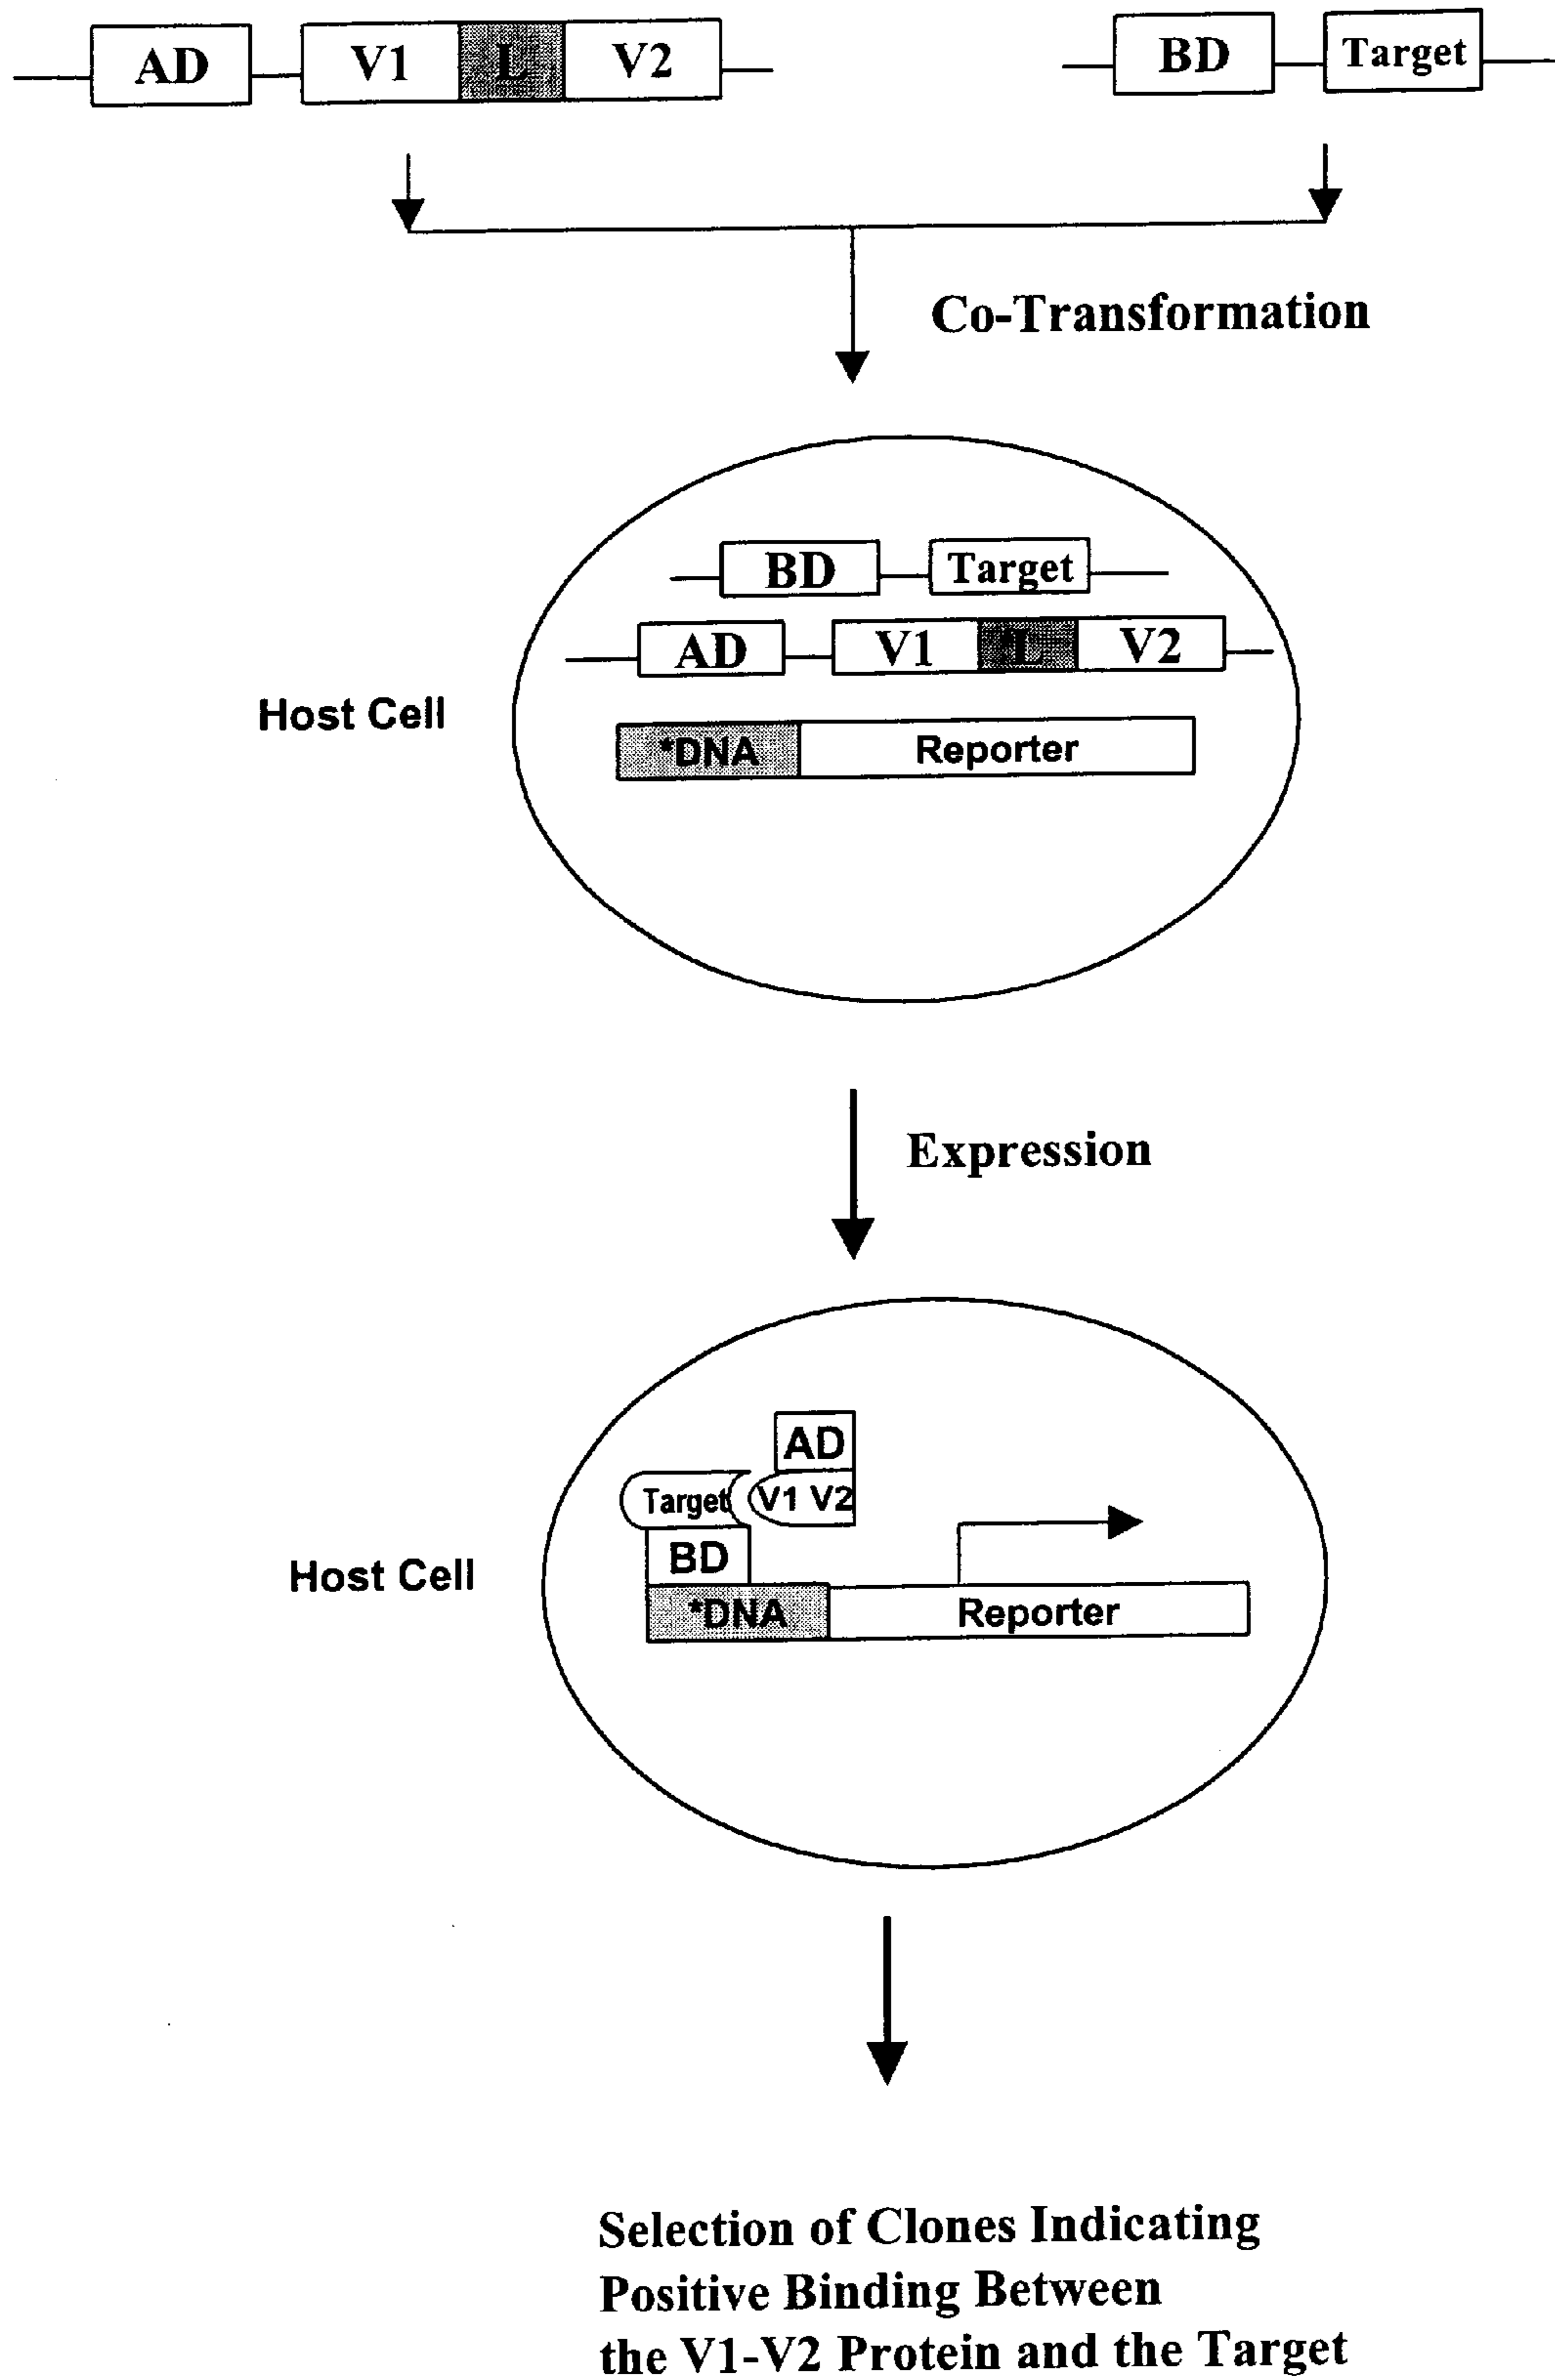 AD V1 L V2 BD Target
Co-Transformation
BD Target
AD V1 L V2
Host Cell
*DNA Reporter
Expression
AD
Target V1 V2
BD
Host Cell
*DNA Reporter
Selection of Clones Indicating
Positive Binding Between
the V1-V2 Protein and the Target